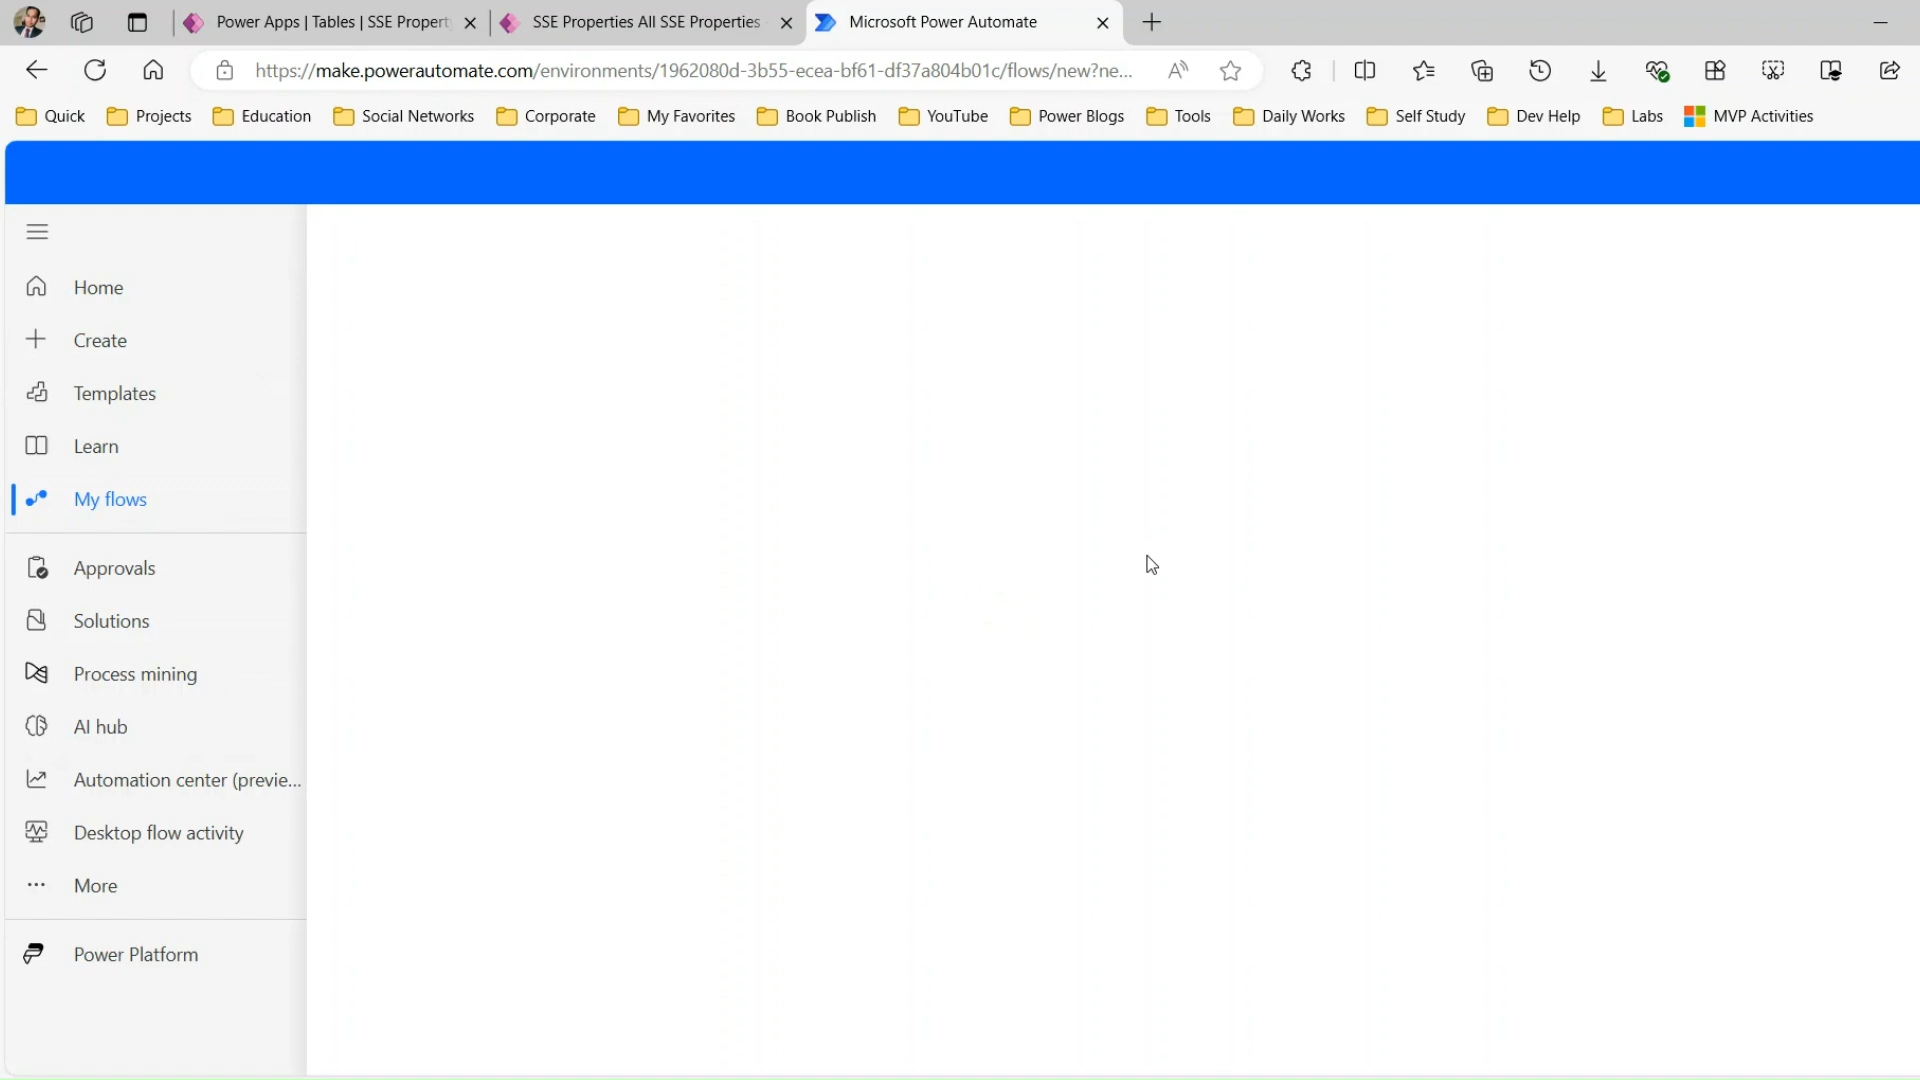 Power Apps | Tables | SSE Propert
SSE Properties All SSE Properties
Microsoft Power Automate
https://make.powerautomate.com/environments/1962080d-3b55-ecea-bf61-df37a804b01c/flows/new?ne...
Quick
Projects
Education
Social Networks
Corporate
My Favorites
Book Publish
YouTube
Power Blogs
Tools
Daily Works
Self Study
Dev Help
Labs
MVP Activities
Home
Create
Templates
Learn
My flows
Approvals
Solutions
Process mining
AI hub
Automation center (previe...
Desktop flow activity
More
Power Platform